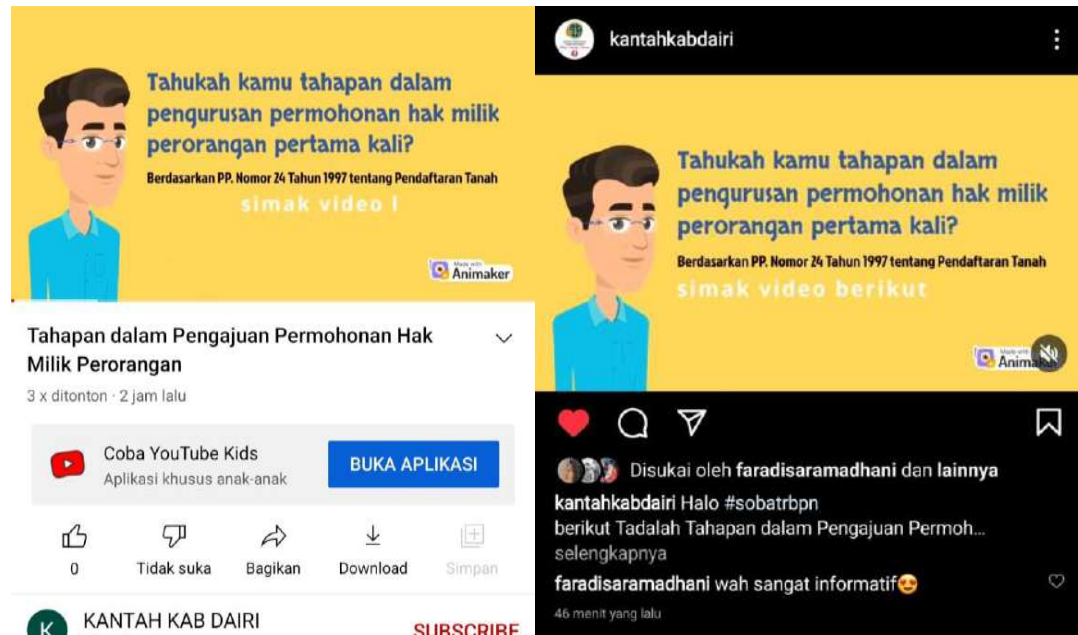 Tahukah kamu tahapan dalam
pengurusan permohonan hak milik
perorangan pertama kali?
Berdasarkan PP. Nomor 24 Tahun 1997 tentang Pendaftaran Tanah
simak video l
Made with
Animaker
Tahapan dalam Pengajuan Permohonan Hak
Milik Perorangan
3 x ditonton · 2 jam lalu
Coba YouTube Kids
Aplikasi khusus anak-anak
BUKA APLIKASI
0
Tidak suka
Bagikan
Download
Simpan
K
KANTAH KAB DAIRI
SUBSCRIBE
kantahkabdairi
Tahukah kamu tahapan dalam
pengurusan permohonan hak milik
perorangan pertama kali?
Berdasarkan PP. Nomor 24 Tahun 1997 tentang Pendaftaran Tanah
simak video berikut
Made with
Disukai oleh faradisaramadhani dan lainnya
kantahkabdairi Halo #sobatrbpn
berikut Tadalah Tahapan dalam Pengajuan Permoh...
selengkapnya
faradisaramadhani wah sangat informatif😍
46 menit yang lalu